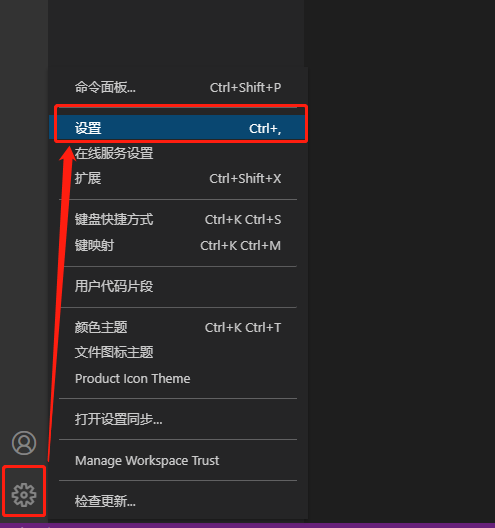 命令面板... Ctrl+Shift+P
设置 Ctrl+,
在线服务设置
扩展 Ctrl+Shift+X
键盘快捷方式 Ctrl+K Ctrl+S
键映射 Ctrl+K Ctrl+M
用户代码片段
颜色主题 Ctrl+K Ctrl+T
文件图标主题
Product Icon Theme
打开设置同步...
Manage Workspace Trust
检查更新...